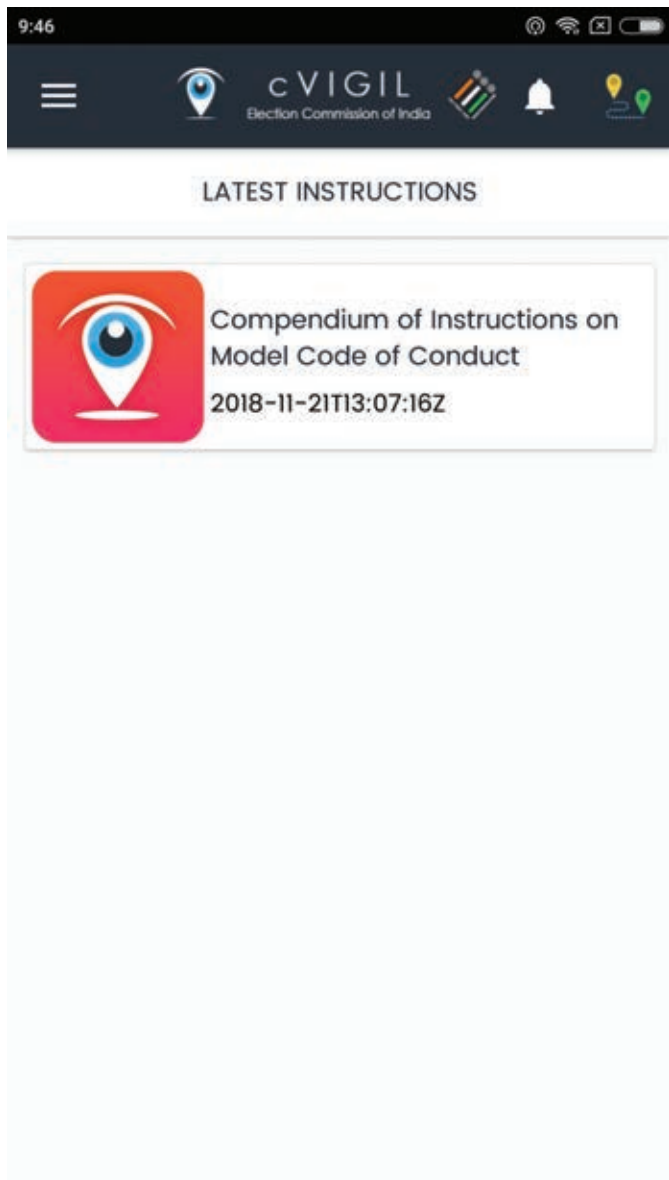 9:46
cVIGIL
Election Commission of India
LATEST INSTRUCTIONS
Compendium of Instructions on
Model Code of Conduct
2018-11-21T13:07:16Z